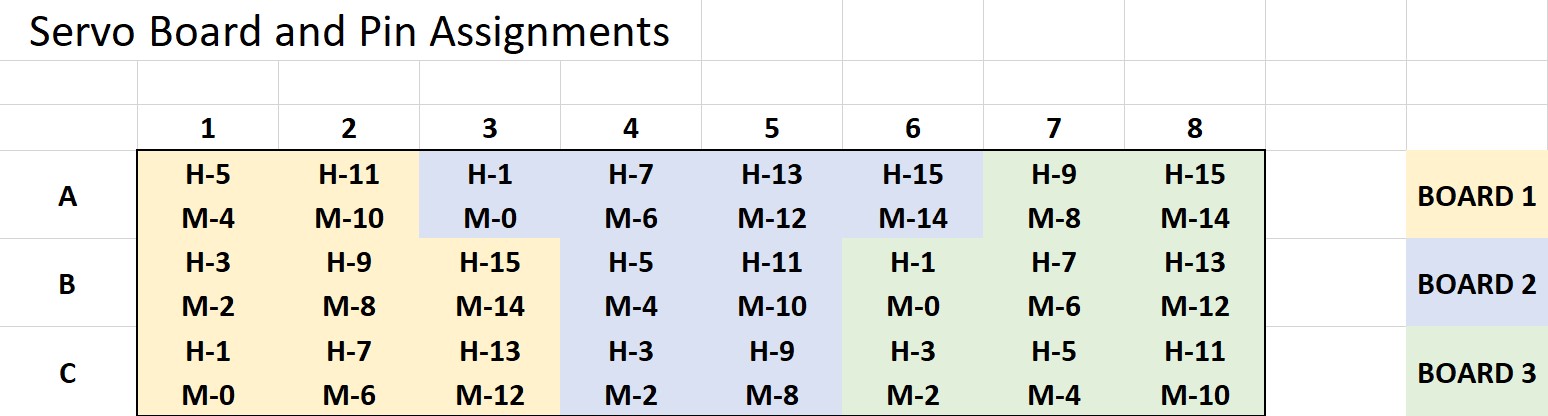 Servo Board and Pin Assignments
1 2 3 4 5 6 7 8
H-5 H-11 H-1 H-7 H-13 H-15 H-9 H-15
A BOARD 1
M-4 M-10 M-0 M-6 M-12 M-14 M-8 M-14
H-3 H-9 H-15 H-5 H-11 H-1 H-7 H-13
B BOARD 2
M-2 M-8 M-14 M-4 M-10 M-0 M-6 M-12
H-1 H-7 H-13 H-3 H-9 H-3 H-5 H-11
C BOARD 3
M-0 M-6 M-12 M-2 M-8 M-2 M-4 M-10